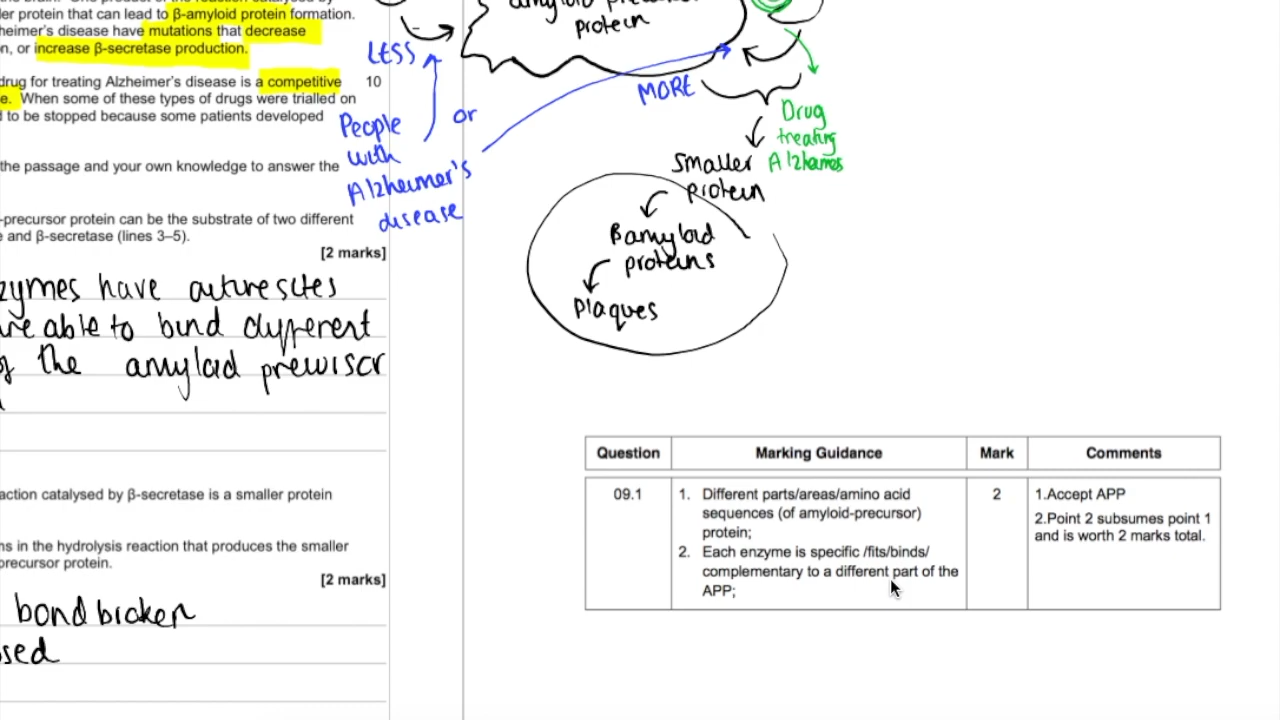 der protein that can lead to β-amyloid protein formation.
heimer's disease have mutations that decrease
n, or increase β-secretase production.
drug for treating Alzheimer's disease is a competitive 10
e. When some of these types of drugs were trialled on
d to be stopped because some patients developed
the passage and your own knowledge to answer the
-precursor protein can be the substrate of two different
e and β-secretase (lines 3–5).
[2 marks]
zymes have active sites
are able to bind different
of the amyloid precursor
action catalysed by β-secretase is a smaller protein
ns in the hydrolysis reaction that produces the smaller
precursor protein.
[2 marks]
bond broken
sed
protein
LESS
MORE
People
with
Alzheimer's
disease
or
Drug
treating
Alzheimers
Smaller
protein
Bamyloid
proteins
Plaques
Question Marking Guidance Mark Comments
09.1 1. Different parts/areas/amino acid 2 1.Accept APP
sequences (of amyloid-precursor) 2.Point 2 subsumes point 1
protein; and is worth 2 marks total.
2. Each enzyme is specific /fits/binds/
complementary to a different part of the
APP;